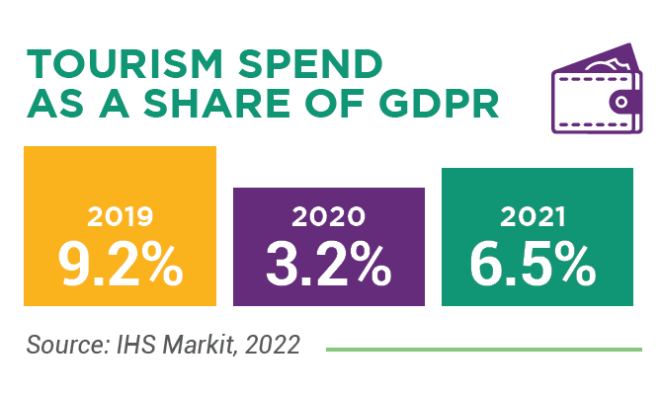 TOURISM SPEND
AS A SHARE OF GDPR
2019
9.2%
2020
3.2%
2021
6.5%
Source: IHS Markit, 2022